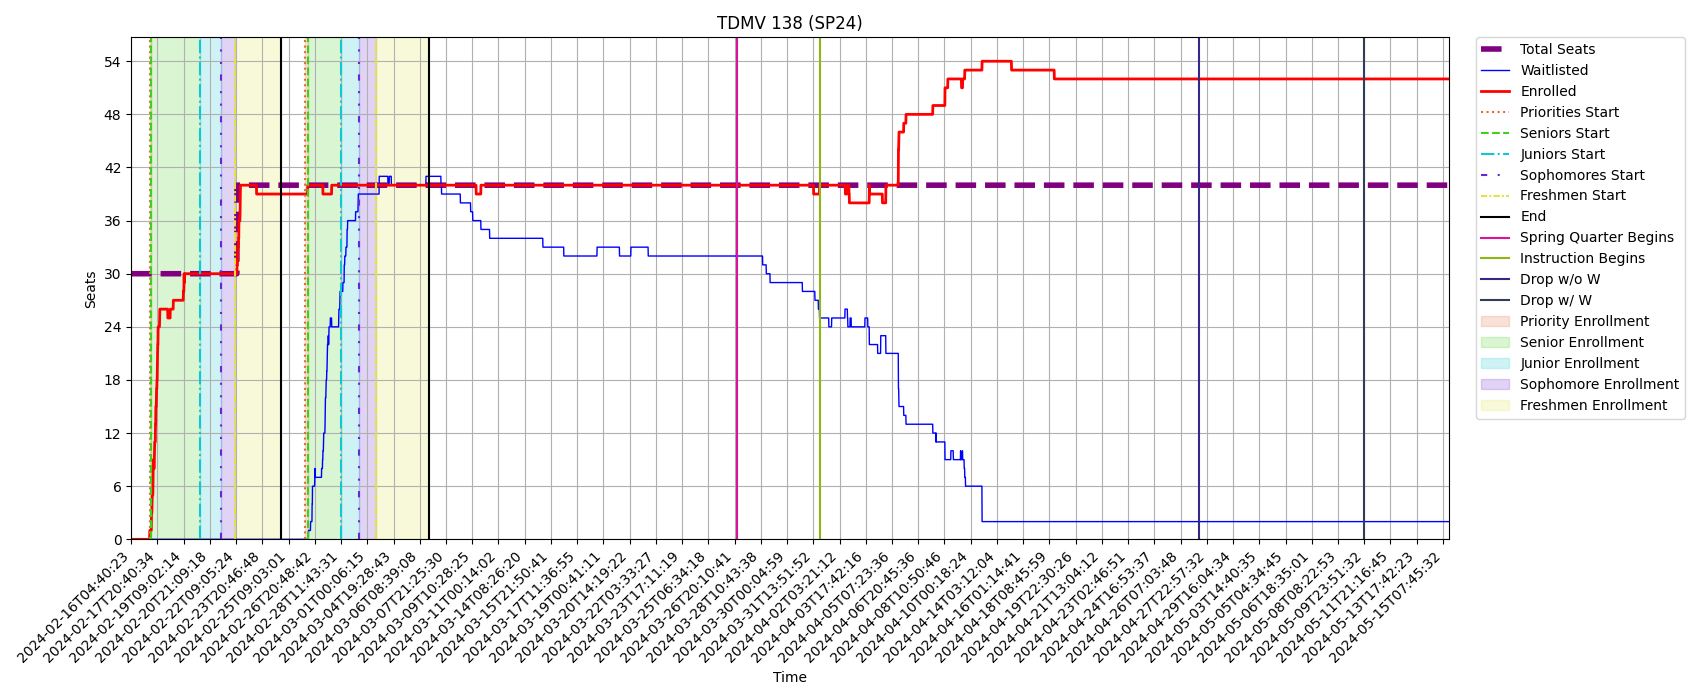 TDMV 138 (SP24)
Seats
54
48
42
36
30
24
18
12
6
0
2024-02-16T04:40:23
2024-02-17T20:40:34
2024-02-19T09:02:14
2024-02-20T21:09:18
2024-02-22T09:05:24
2024-02-23T20:46:48
2024-02-25T09:03:01
2024-02-26T20:48:42
2024-02-28T11:43:31
2024-03-01T00:06:15
2024-03-04T19:28:43
2024-03-06T08:39:08
2024-03-07T21:25:30
2024-03-09T10:28:25
2024-03-11T00:14:02
2024-03-14T08:26:20
2024-03-15T21:50:41
2024-03-17T11:36:55
2024-03-19T00:41:11
2024-03-20T14:19:22
2024-03-22T03:33:27
2024-03-23T17:11:19
2024-03-25T06:34:18
2024-03-26T20:10:41
2024-03-28T10:43:38
2024-03-30T00:04:59
2024-03-31T13:51:52
2024-04-02T03:21:12
2024-04-03T17:42:16
2024-04-05T07:23:36
2024-04-06T20:45:36
2024-04-08T10:50:46
2024-04-10T00:18:24
2024-04-14T03:12:04
2024-04-16T01:14:41
2024-04-18T08:45:59
2024-04-19T22:30:26
2024-04-21T13:04:12
2024-04-23T02:46:51
2024-04-24T16:53:37
2024-04-26T07:03:48
2024-04-27T22:57:32
2024-04-29T16:04:34
2024-05-03T14:40:35
2024-05-05T04:34:45
2024-05-06T18:35:01
2024-05-08T08:22:53
2024-05-09T23:51:32
2024-05-11T21:16:45
2024-05-13T17:42:23
2024-05-15T07:45:32
Time
Total Seats
Waitlisted
Enrolled
Priorities Start
Seniors Start
Juniors Start
Sophomores Start
Freshmen Start
End
Spring Quarter Begins
Instruction Begins
Drop w/o W
Drop w/ W
Priority Enrollment
Senior Enrollment
Junior Enrollment
Sophomore Enrollment
Freshmen Enrollment